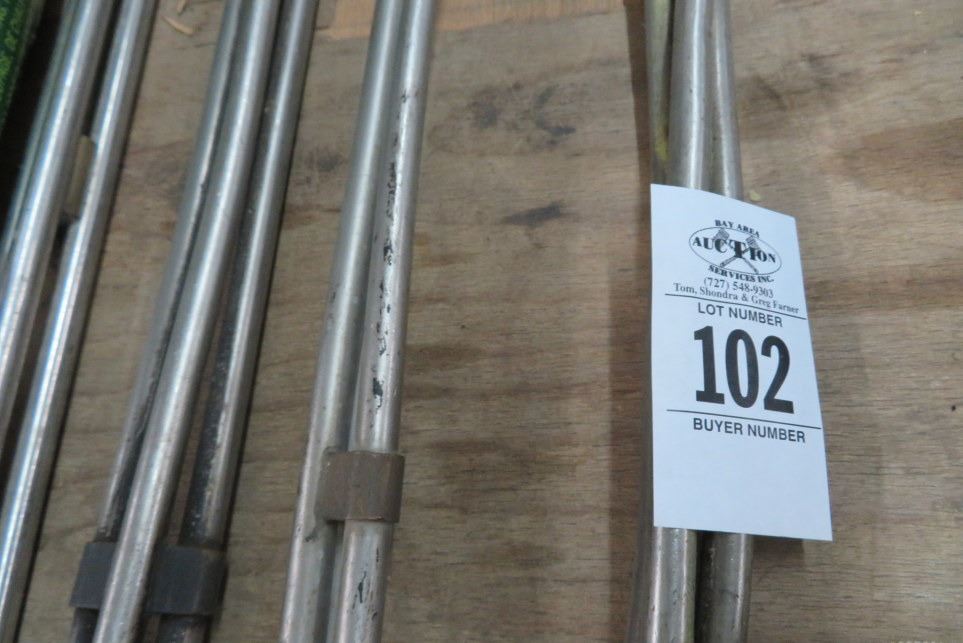 BAY AREA
AUCTION
SERVICES INC.
(727) 548-9303
Tom, Shondra & Greg Farner
LOT NUMBER
102
BUYER NUMBER